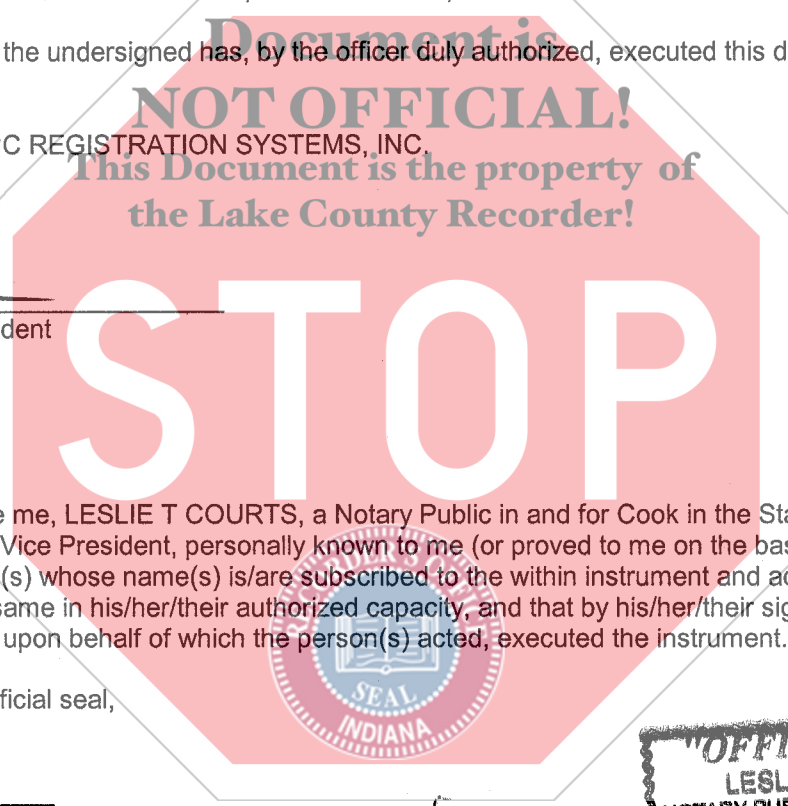 Document is
the undersigned has, by the officer duly authorized, executed this d
NOT OFFICIAL!
C REGISTRATION SYSTEMS, INC.
This Document is the property of
the Lake County Recorder!
dent
STOP
e me, LESLIE T COURTS, a Notary Public in and for Cook in the Sta
Vice President, personally known to me (or proved to me on the bas
(s) whose name(s) is/are subscribed to the within instrument and ac
same in his/her/their authorized capacity, and that by his/her/their sig
upon behalf of which the person(s) acted, executed the instrument.
RECORDER'S OFFICE
SEAL
INDIANA
ficial seal,
"OFFI
LESL
NOTARY PUB